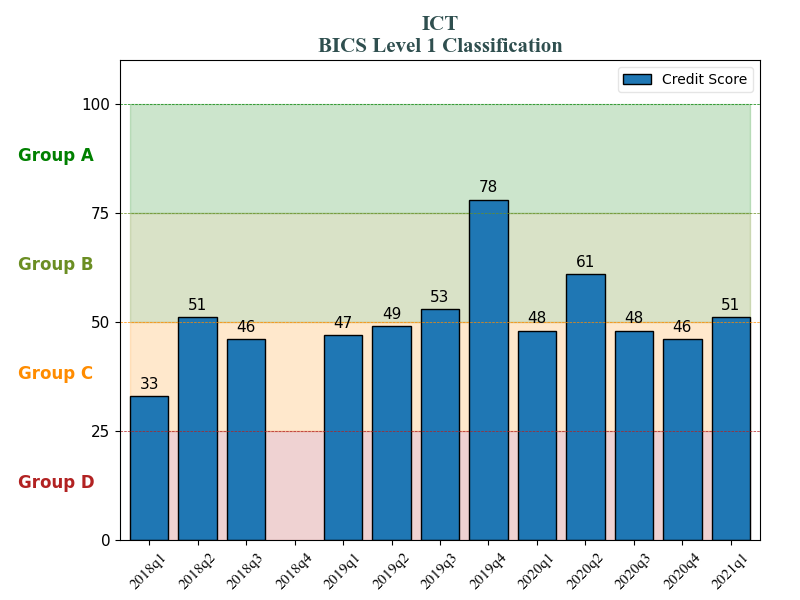 ICT
BICS Level 1 Classification
Credit Score
100
Group A
78
75
Group B
61
51
53
51
50
49
48
48
47
46
46
33
Group C
25
Group D
0
2018q1
2018q2
2018q3
2018q4
2019q1
2019q2
2019q3
2019q4
2020q1
2020q2
2020q3
2020q4
2021q1